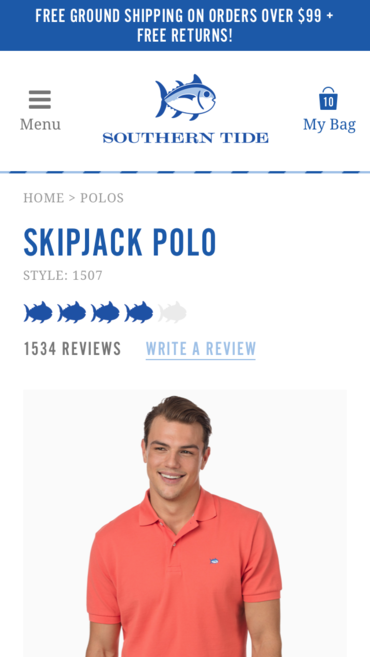 FREE GROUND SHIPPING ON ORDERS OVER $99 +
FREE RETURNS!
Menu
SOUTHERN TIDE
10
My Bag
HOME > POLOS
SKIPJACK POLO
STYLE: 1507
1534 REVIEWS WRITE A REVIEW